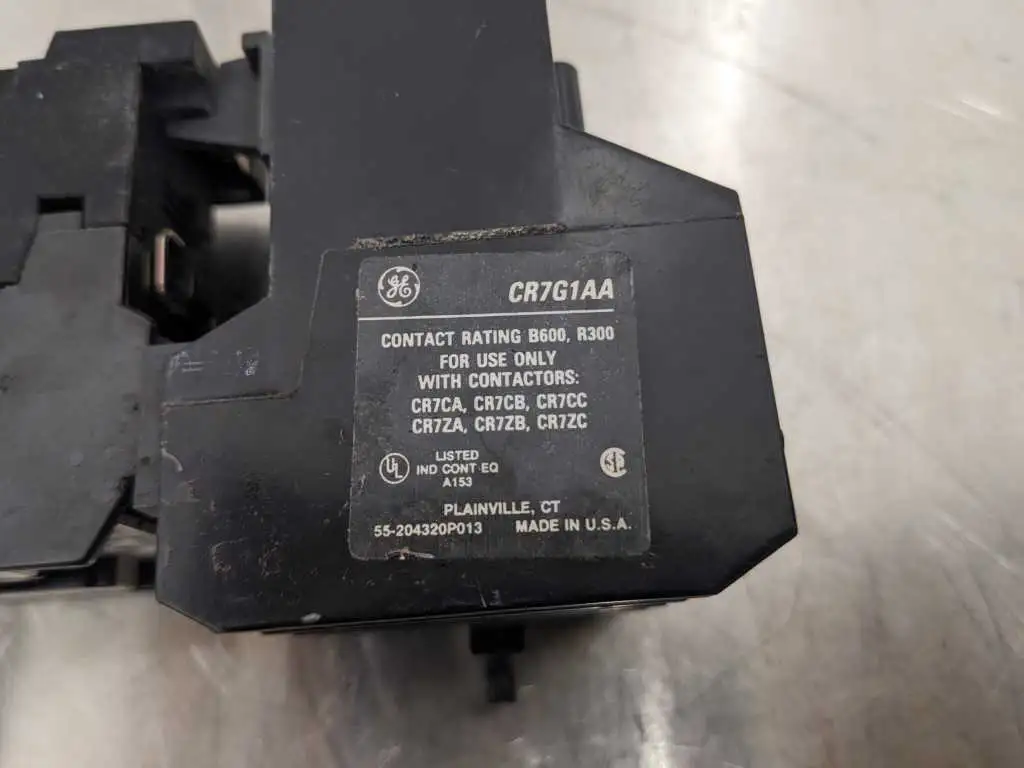 GE
CR7G1AA
CONTACT RATING B600, R300
FOR USE ONLY
WITH CONTACTORS:
CR7CA, CR7CB, CR7CC
CR7ZA, CR7ZB, CR7ZC
UL
LISTED
IND CONT EQ
A153
SA
PLAINVILLE, CT
55-204320P013 MADE IN U.S.A.